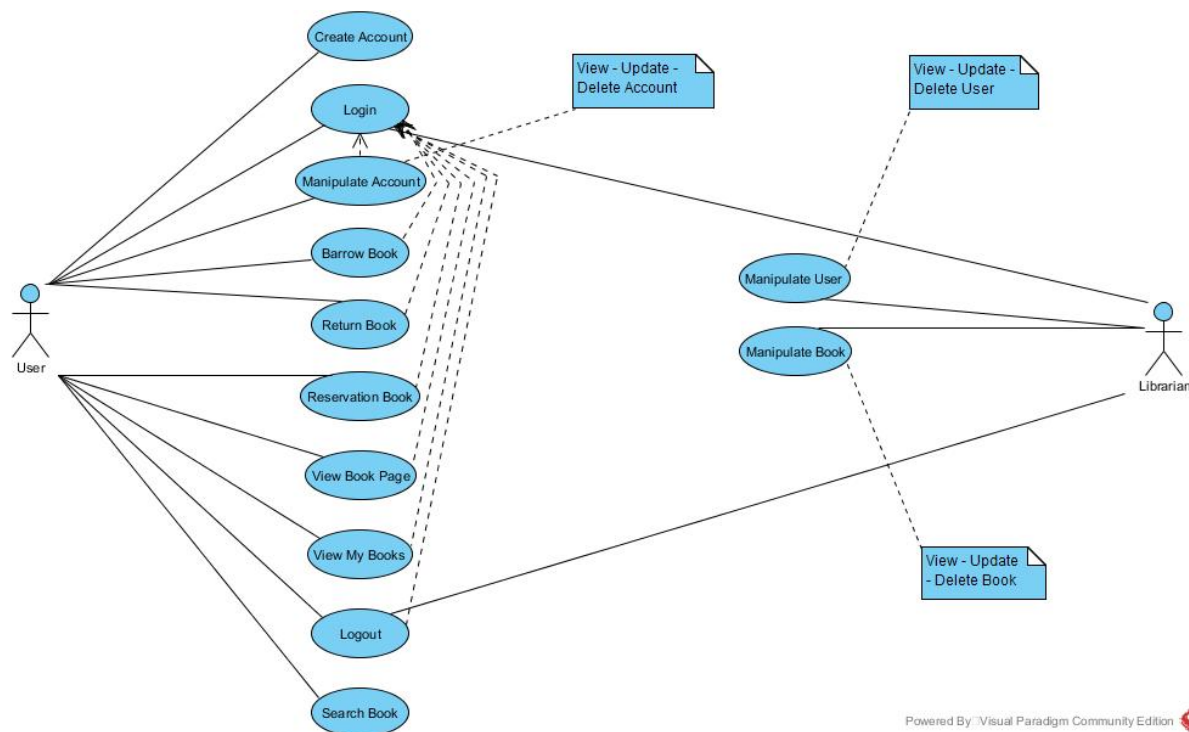 Create Account
View - Update -
Delete Account
View - Update -
Delete User
Login
Manipulate Account
Barrow Book
Manipulate User
Return Book
Manipulate Book
User
Librarian
Reservation Book
View Book Page
View My Books
View - Update
- Delete Book
Logout
Search Book
Powered By Visual Paradigm Community Edition